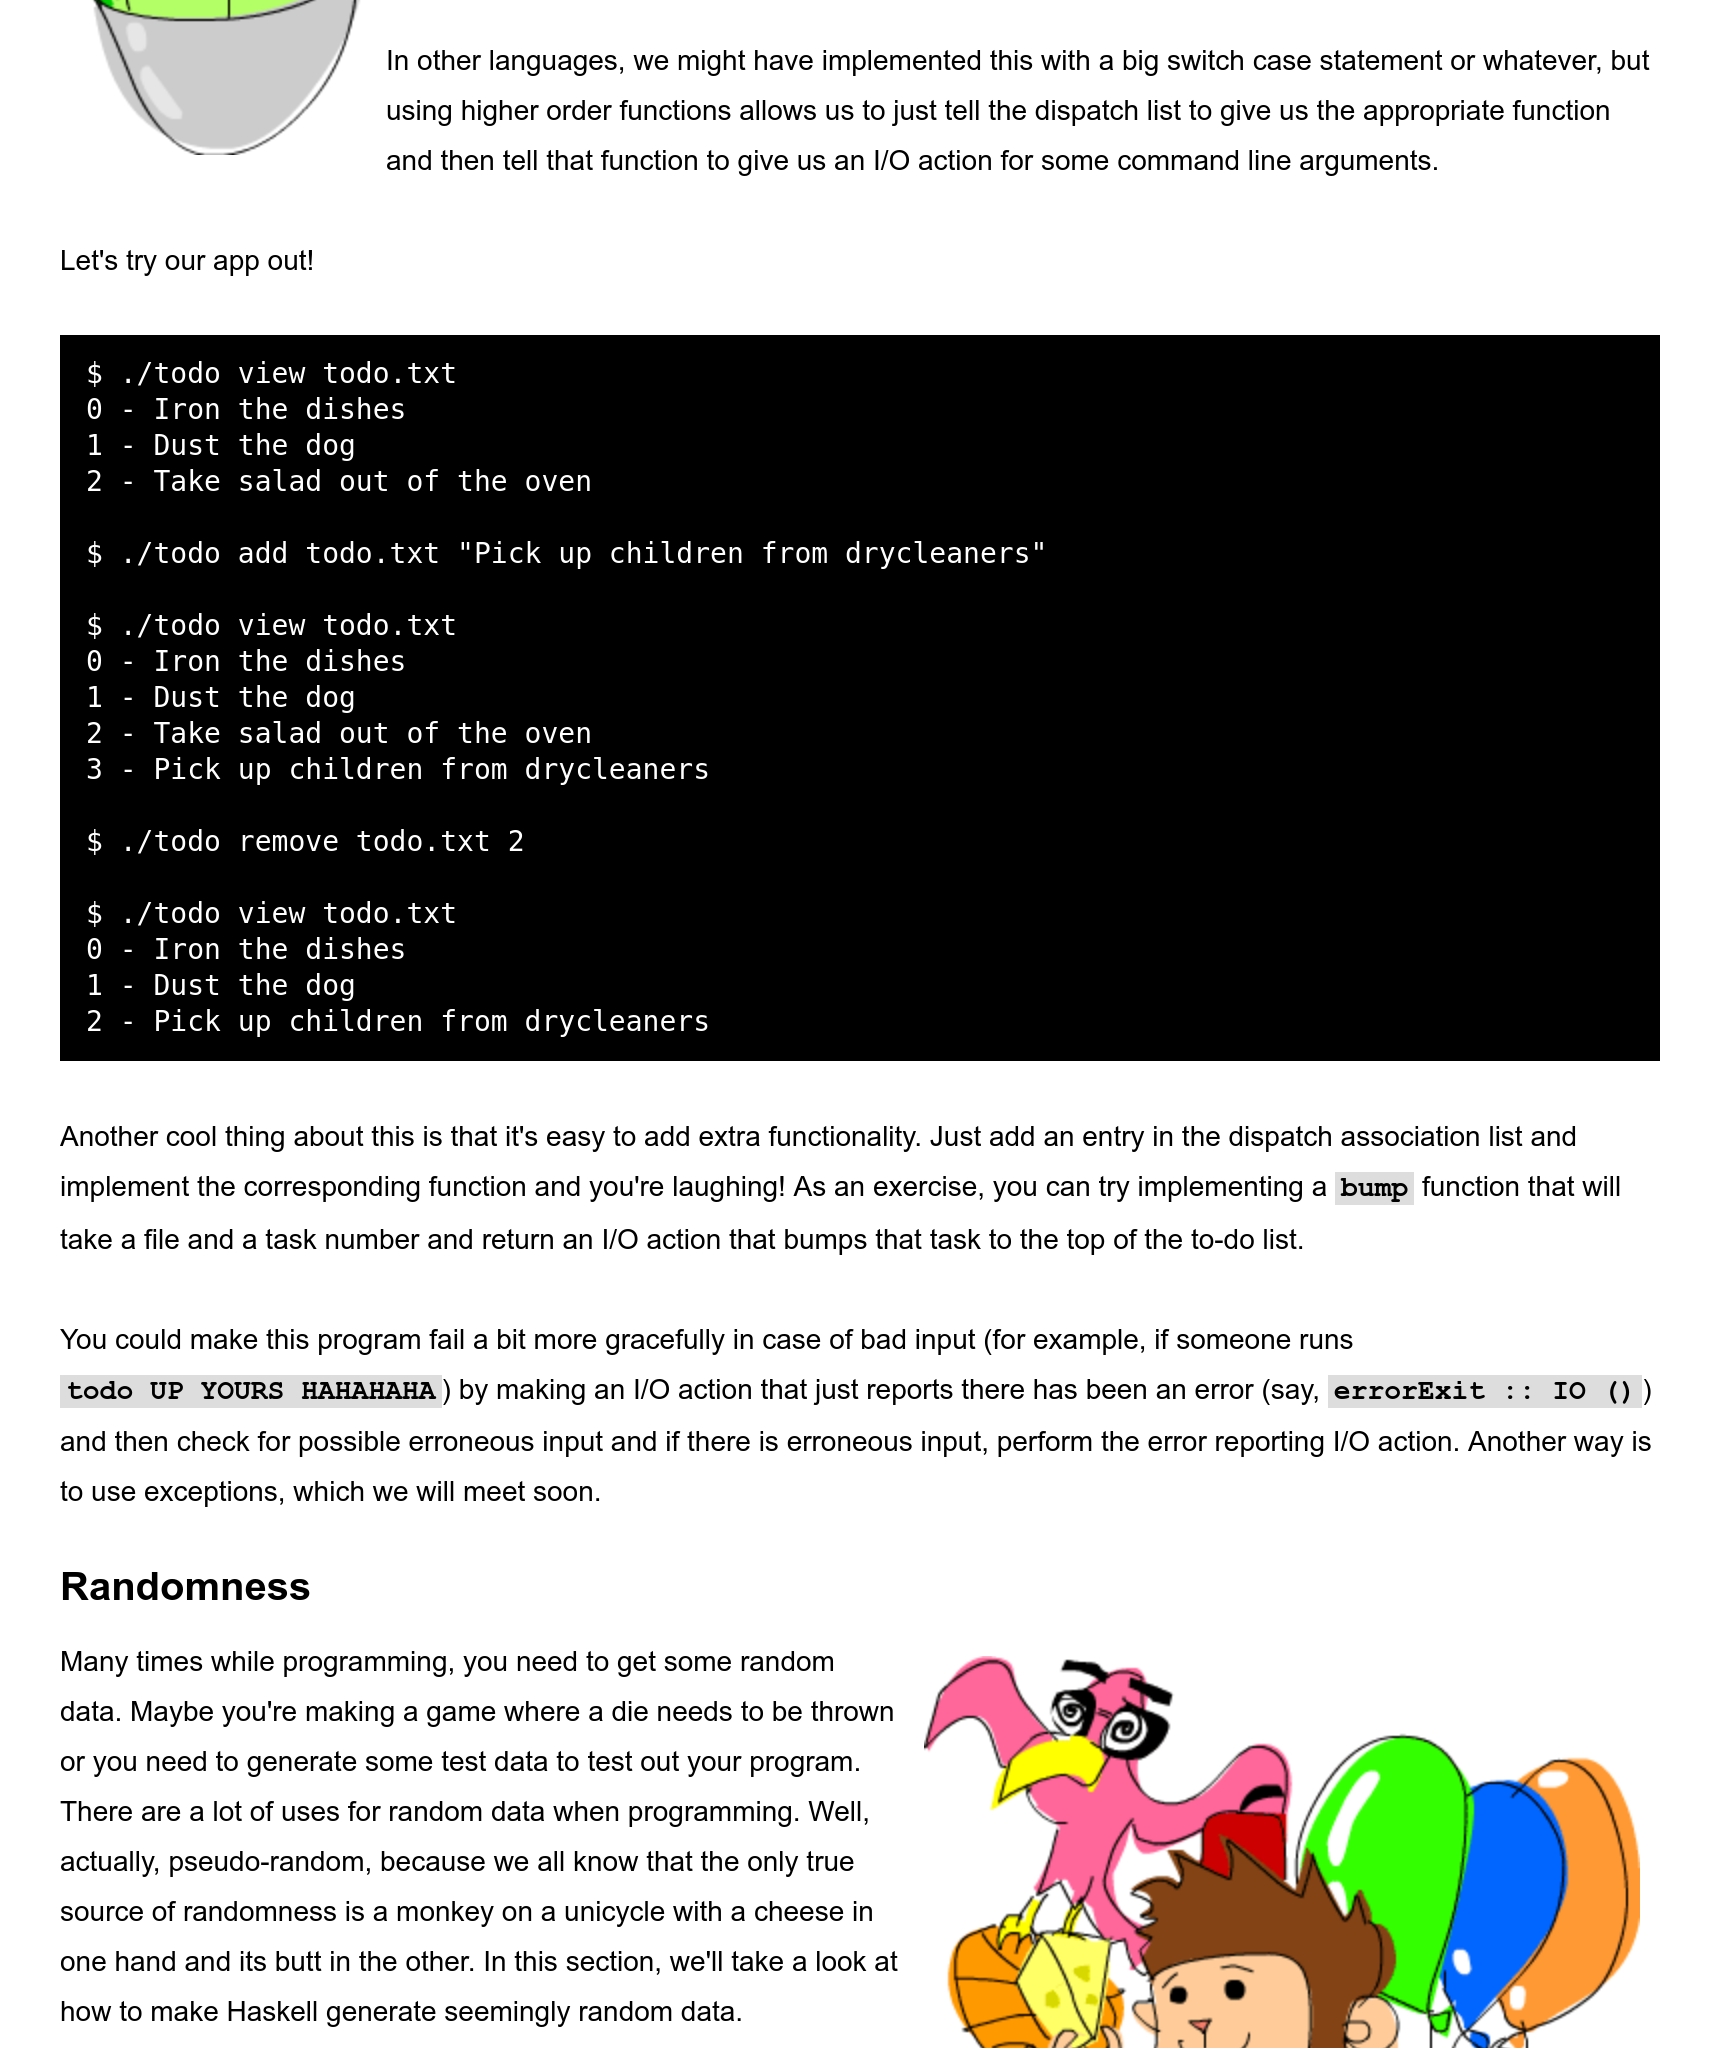 In other languages, we might have implemented this with a big switch case statement or whatever, but
using higher order functions allows us to just tell the dispatch list to give us the appropriate function
and then tell that function to give us an I/O action for some command line arguments.
Let's try our app out!
$ ./todo view todo.txt
0 - Iron the dishes
1 - Dust the dog
2 - Take salad out of the oven
$ ./todo add todo.txt "Pick up children from drycleaners"
$ ./todo view todo.txt
0 - Iron the dishes
1 - Dust the dog
2 - Take salad out of the oven
3 - Pick up children from drycleaners
$ ./todo remove todo.txt 2
$ ./todo view todo.txt
0 - Iron the dishes
1 - Dust the dog
2 - Pick up children from drycleaners
Another cool thing about this is that it's easy to add extra functionality. Just add an entry in the dispatch association list and
implement the corresponding function and you're laughing! As an exercise, you can try implementing a bump function that will
take a file and a task number and return an I/O action that bumps that task to the top of the to-do list.
You could make this program fail a bit more gracefully in case of bad input (for example, if someone runs
todo UP YOURS HAHAHAHA) by making an I/O action that just reports there has been an error (say, errorExit :: IO ())
and then check for possible erroneous input and if there is erroneous input, perform the error reporting I/O action. Another way is
to use exceptions, which we will meet soon.
Randomness
Many times while programming, you need to get some random
data. Maybe you're making a game where a die needs to be thrown
or you need to generate some test data to test out your program.
There are a lot of uses for random data when programming. Well,
actually, pseudo-random, because we all know that the only true
source of randomness is a monkey on a unicycle with a cheese in
one hand and its butt in the other. In this section, we'll take a look at
how to make Haskell generate seemingly random data.